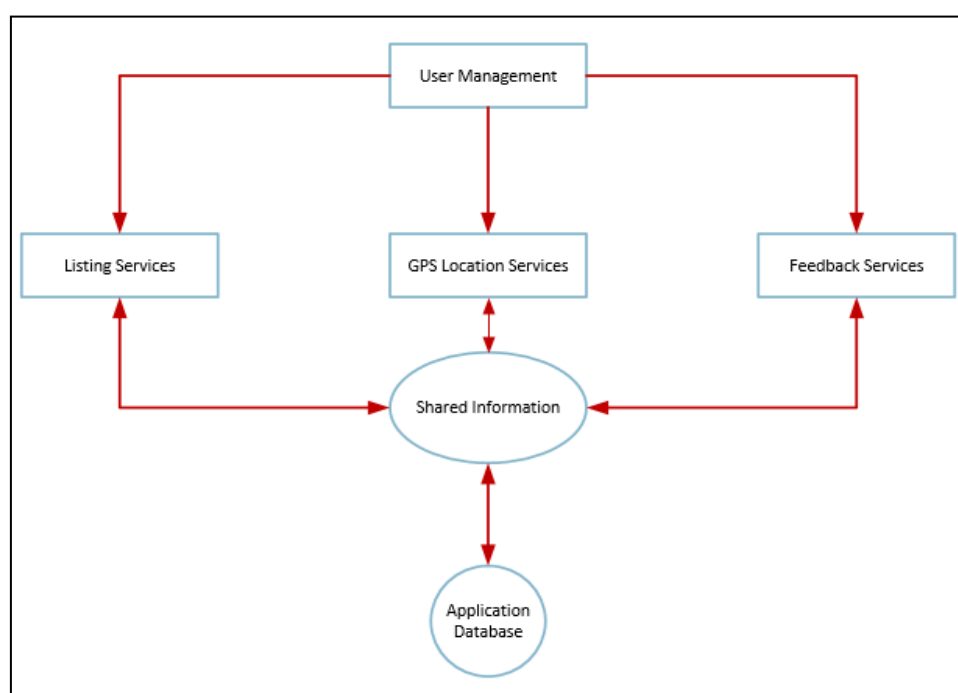 User Management
Listing Services
GPS Location Services
Feedback Services
Shared Information
Application
Database